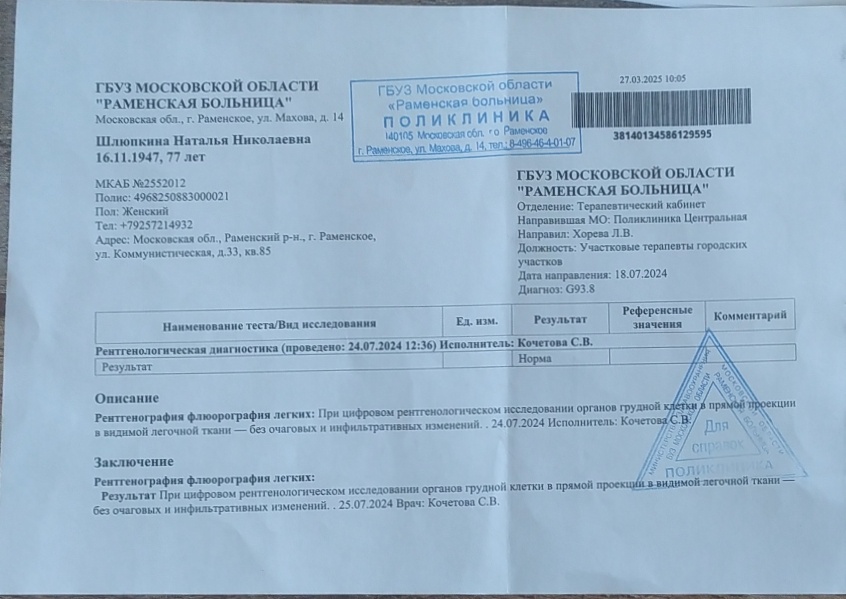 ГБУЗ МОСКОВСКОЙ ОБЛАСТИ
"РАМЕНСКАЯ БОЛЬНИЦА"
Московская обл., г. Раменское, ул. Махова, д. 14
Шлюпкина Наталья Николаевна
16.11.1947, 77 лет
МКАБ №2552012
Полис: 4968250883000021
Пол: Женский
Тел: +79257214932
Адрес: Московская обл., Раменский р-н., г. Раменское,
ул. Коммунистическая, д.33, кв.85
ГБУЗ Московской области
«Раменская больница»
ПОЛИКЛИНИКА
140105 Московская обл. г о Раменское
г. Раменское, ул. Махова, д. 14, тел.: 8-496-46-4-01-07
27.03.2025 10:05
38140134586129595
ГБУЗ МОСКОВСКОЙ ОБЛАСТИ
"РАМЕНСКАЯ БОЛЬНИЦА"
Отделение: Терапевтический кабинет
Направившая МО: Поликлиника Центральная
Направил: Хорева Л.В.
Должность: Участковые терапевты городских
участков
Дата направления: 18.07.2024
Диагноз: G93.8
Наименование теста/Вид исследования Ед. изм. Результат Референсные значения Комментарий
Рентгенологическая диагностика (проведено: 24.07.2024 12:36) Исполнитель: Кочетова С.В.
Результат Норма
Описание
Рентгенография флюорография легких: При цифровом рентгенологическом исследовании органов грудной клетки в прямой проекции
в видимой легочной ткани — без очаговых и инфильтративных изменений. . 24.07.2024 Исполнитель: Кочетова С.В.
Заключение
Рентгенография флюорография легких:
Результат При цифровом рентгенологическом исследовании органов грудной клетки в прямой проекции в видимой легочной ткани —
без очаговых и инфильтративных изменений. . 25.07.2024 Врач: Кочетова С.В.
Для
справок
ПОЛИКЛИНИКА